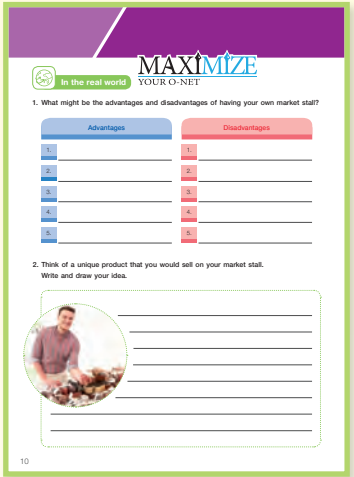 MAXIMIZE
YOUR O-NET
In the real world
1. What might be the advantages and disadvantages of having your own market stall?
Advantages Disadvantages
1. 1.
2. 2.
3. 3.
4. 4.
5. 5.
2. Think of a unique product that you would sell on your market stall.
Write and draw your idea.
10